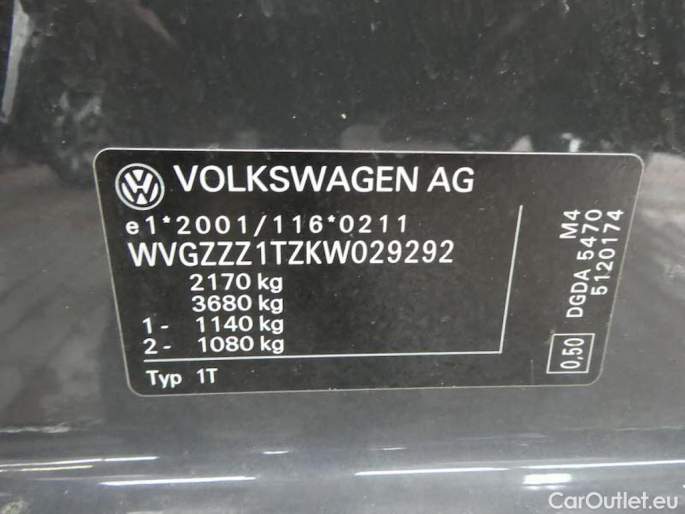 VOLKSWAGEN AG
e1*2001/116*0211
WVGZZZ1TZKW029292
2170 kg
3680 kg
1- 1140 kg
2- 1080 kg
Typ 1T
M4
DGDA 5470
5120174
0,50
CarOutlet.eu